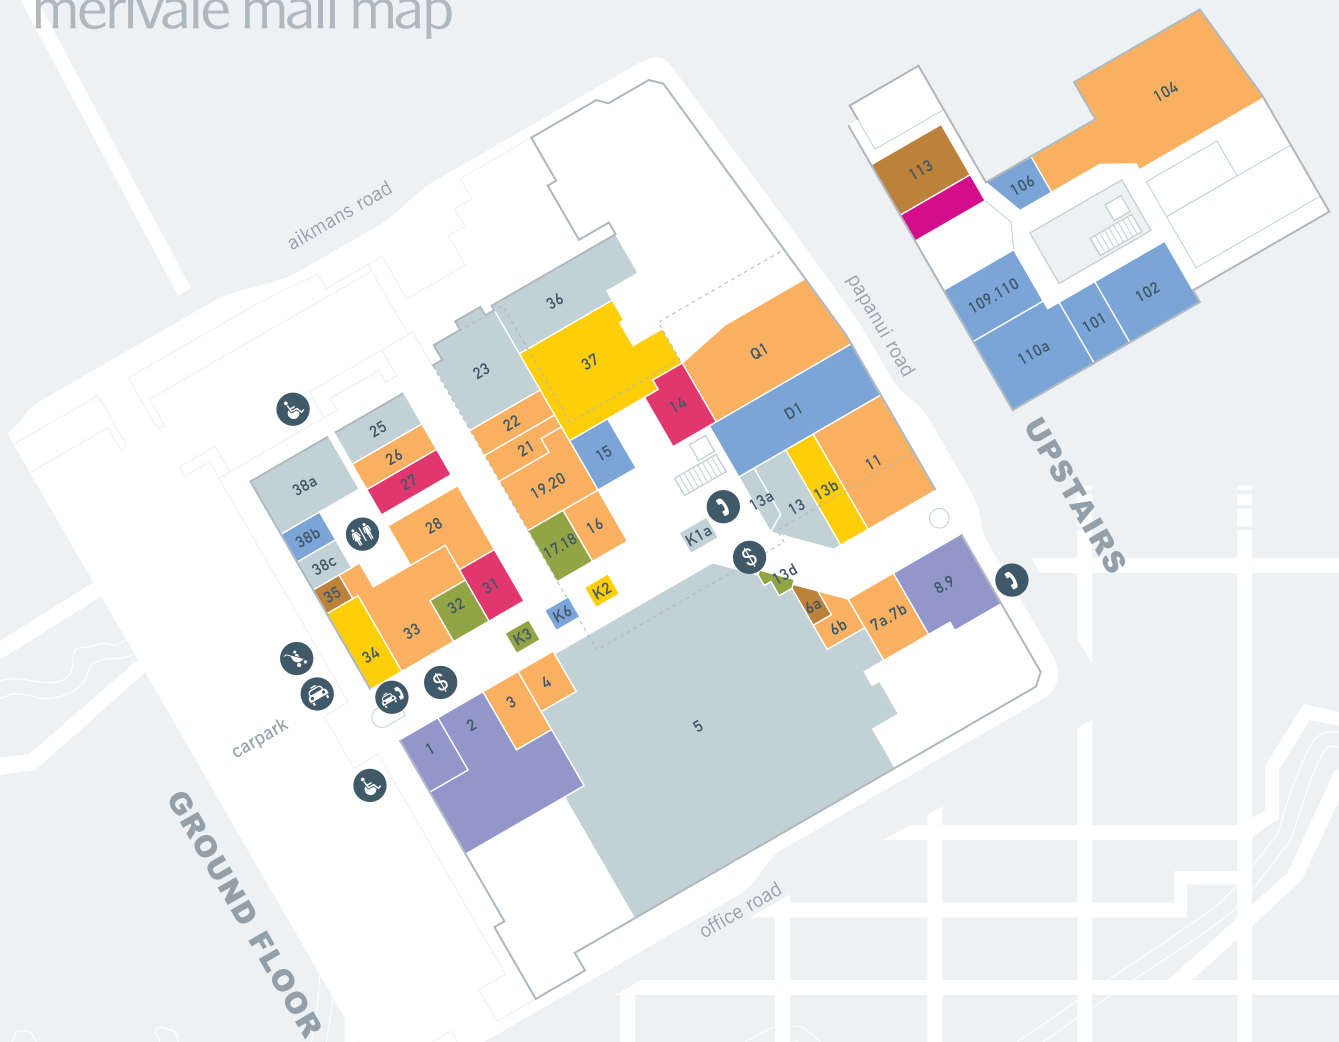 merivale mall map
104
113
106
aikmans road
36
papanui road
109.110
102
101
110a
Q1
37
23
14
D1
22
25
21
15
26
11
38a
27
19.20
13b
13a
13
28
16
UPSTAIRS
38b
K1a
17.18
38c
13d
35
31
K2
8.9
32
6a
K6
7a.7b
33
K3
6b
34
4
3
5
2
carpark
1
GROUND FLOOR
office road
$
$